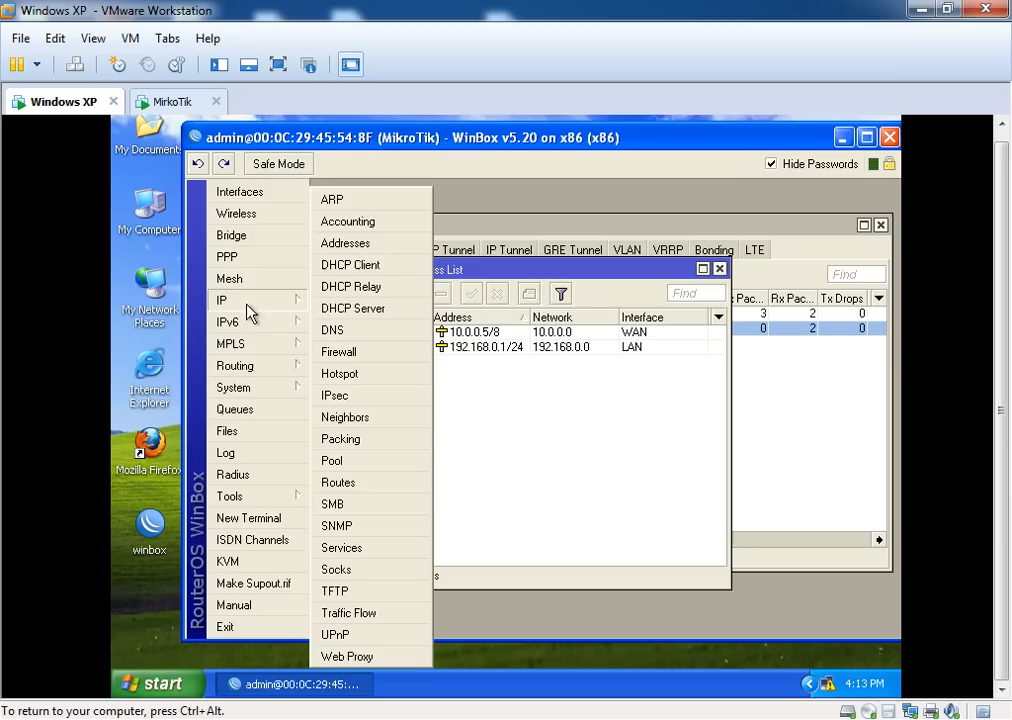 Windows XP - VMware Workstation
File Edit View VM Tabs Help
Windows XP
MirkoTik
My Documents
My Computer
My Network
Places
Internet
Explorer
Mozilla Firefox
winbox
admin@00:0C:29:45:54:8F (MikroTik) - WinBox v5.20 on x86 (x86)
Safe Mode
Hide Passwords
RouterOS WinBox
Interfaces
Wireless
Bridge
PPP
Mesh
IP
IPv6
MPLS
Routing
System
Queues
Files
Log
Radius
Tools
New Terminal
ISDN Channels
KVM
Make Supout.rif
Manual
Exit
ARP
Accounting
Addresses
DHCP Client
DHCP Relay
DHCP Server
DNS
Firewall
Hotspot
IPsec
Neighbors
Packing
Pool
Routes
SMB
SNMP
Services
Socks
TFTP
Traffic Flow
UPnP
Web Proxy
P Tunnel IP Tunnel GRE Tunnel VLAN VRRP Bonding LTE
Find
Pac... Rx Pac... Tx Drops
3 2 0
0 2 0
ss List
Find
Address Network Interface
10.0.0.5/8 10.0.0.0 WAN
192.168.0.1/24 192.168.0.0 LAN
s
start
admin@00:0C:29:45:...
4:13 PM
To return to your computer, press Ctrl+Alt.